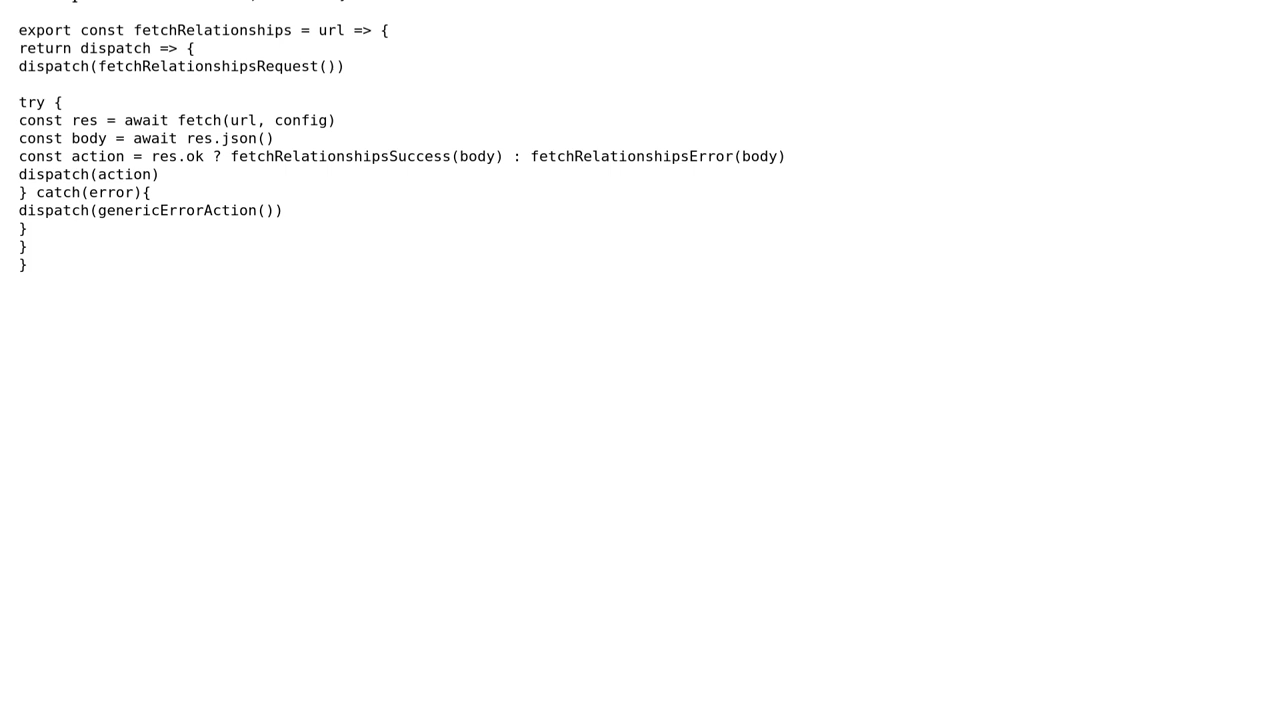 export const fetchRelationships = url => {
return dispatch => {
dispatch(fetchRelationshipsRequest())
try {
const res = await fetch(url, config)
const body = await res.json()
const action = res.ok ? fetchRelationshipsSuccess(body) : fetchRelationshipsError(body)
dispatch(action)
} catch(error){
dispatch(genericErrorAction())
}
}
}